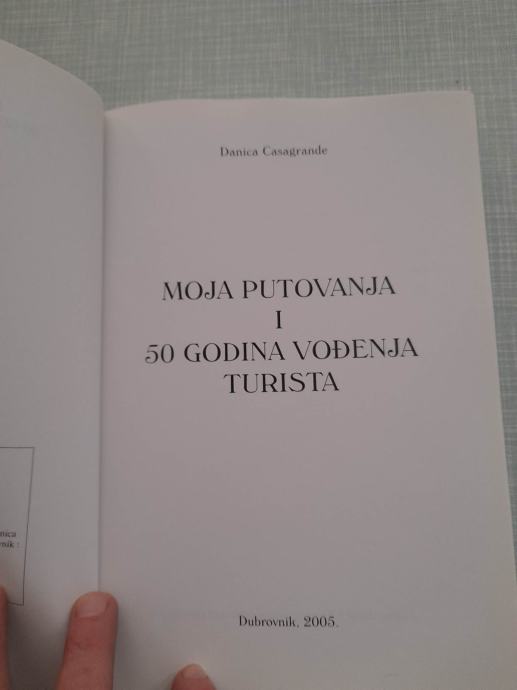 Danica Casagrande
MOJA PUTOVANJA
I
50 GODINA VOĐENJA
TURISTA
Dubrovnik, 2005.